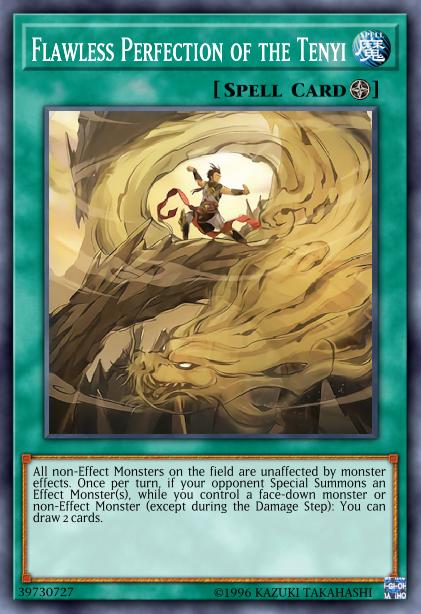 FLAWLESS PERFECTION OF THE TENYI
SPELL
魔
[SPELL CARD]
All non-Effect Monsters on the field are unaffected by monster
effects. Once per turn, if your opponent Special Summons an
Effect Monster(s), while you control a face-down monster or
non-Effect Monster (except during the Damage Step): You can
draw 2 cards.
39730727
©1996 KAZUKI TAKAHASHI